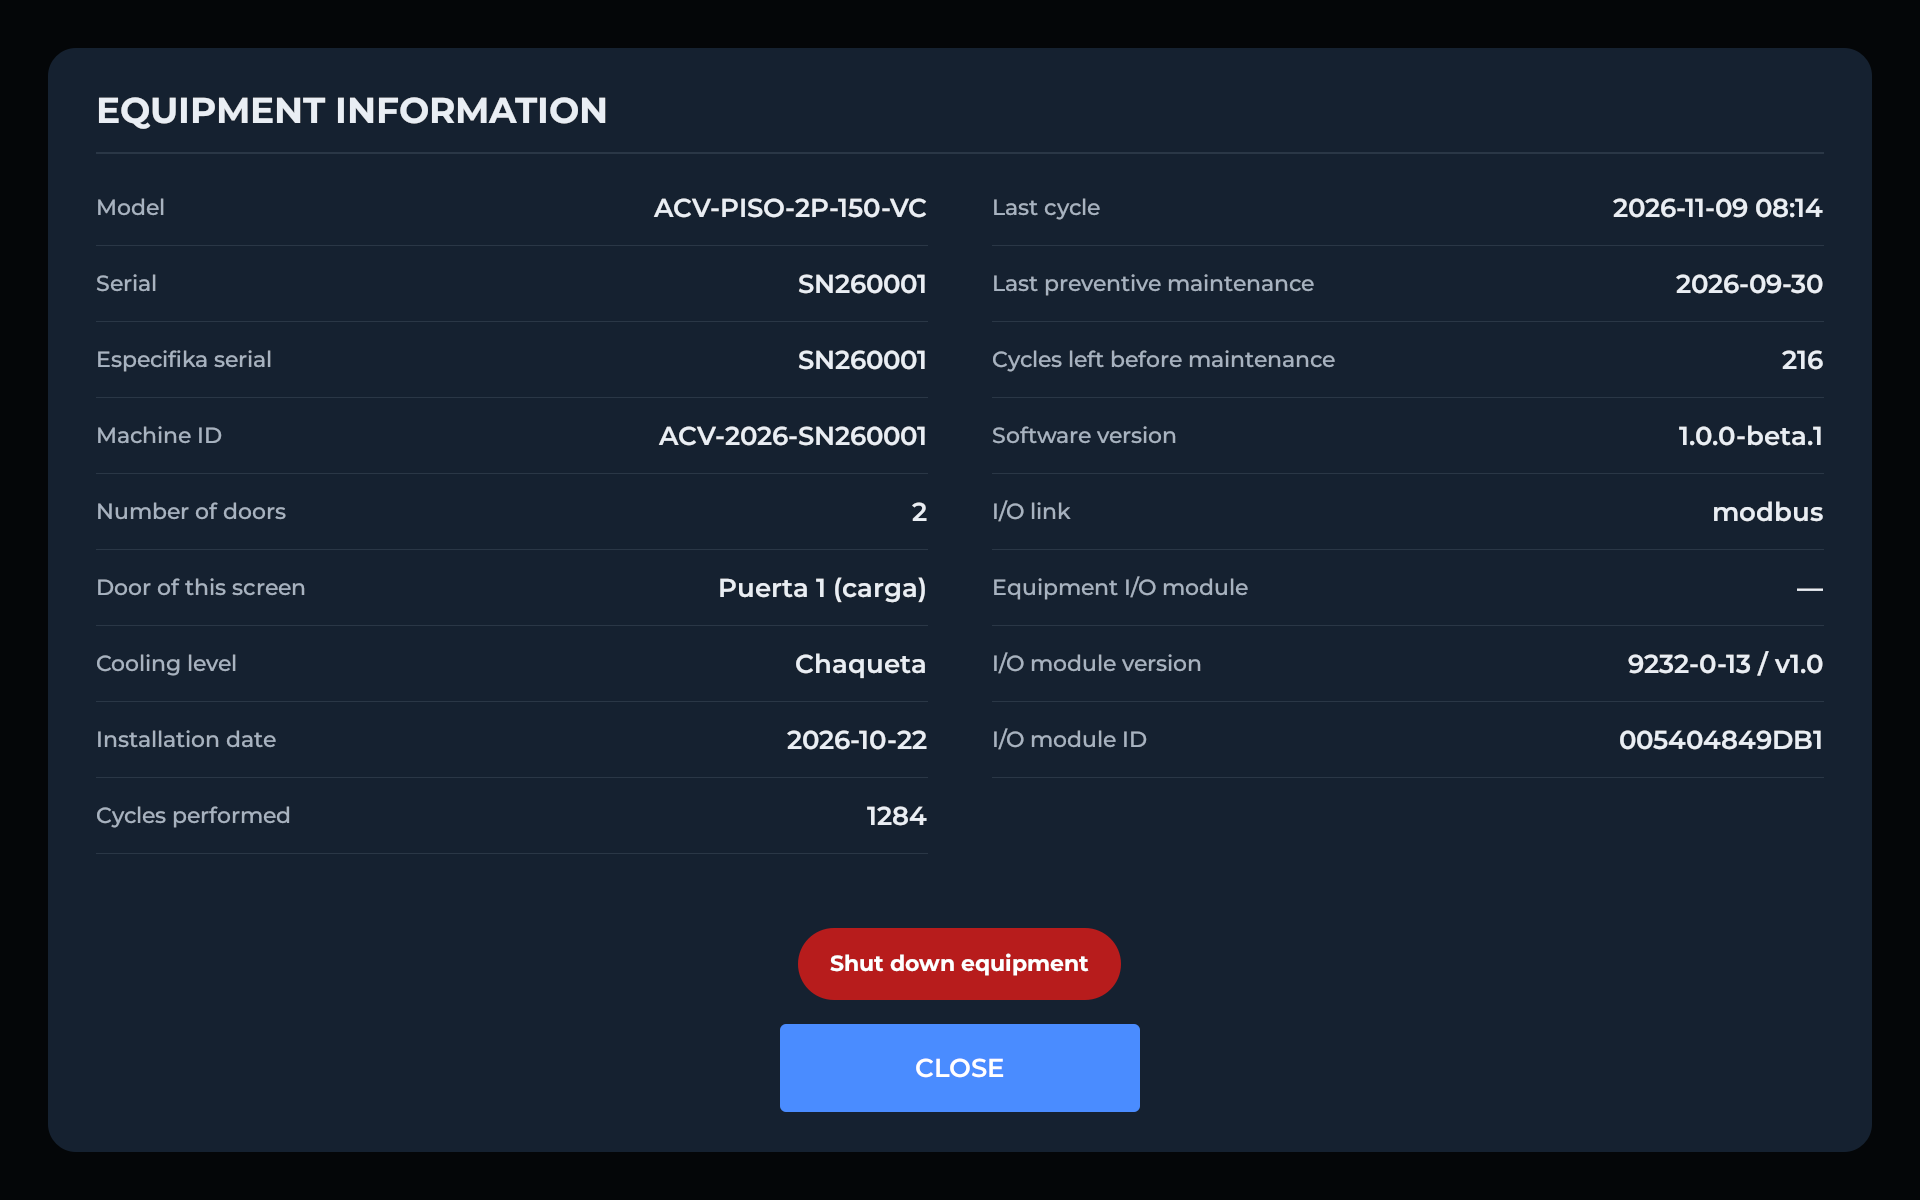 EQUIPMENT INFORMATION
Model ACV-PISO-2P-150-VC
Serial SN260001
Especifika serial SN260001
Machine ID ACV-2026-SN260001
Number of doors 2
Door of this screen Puerta 1 (carga)
Cooling level Chaqueta
Installation date 2026-10-22
Cycles performed 1284
Last cycle 2026-11-09 08:14
Last preventive maintenance 2026-09-30
Cycles left before maintenance 216
Software version 1.0.0-beta.1
I/O link modbus
Equipment I/O module —
I/O module version 9232-0-13 / v1.0
I/O module ID 005404849DB1
Shut down equipment
CLOSE